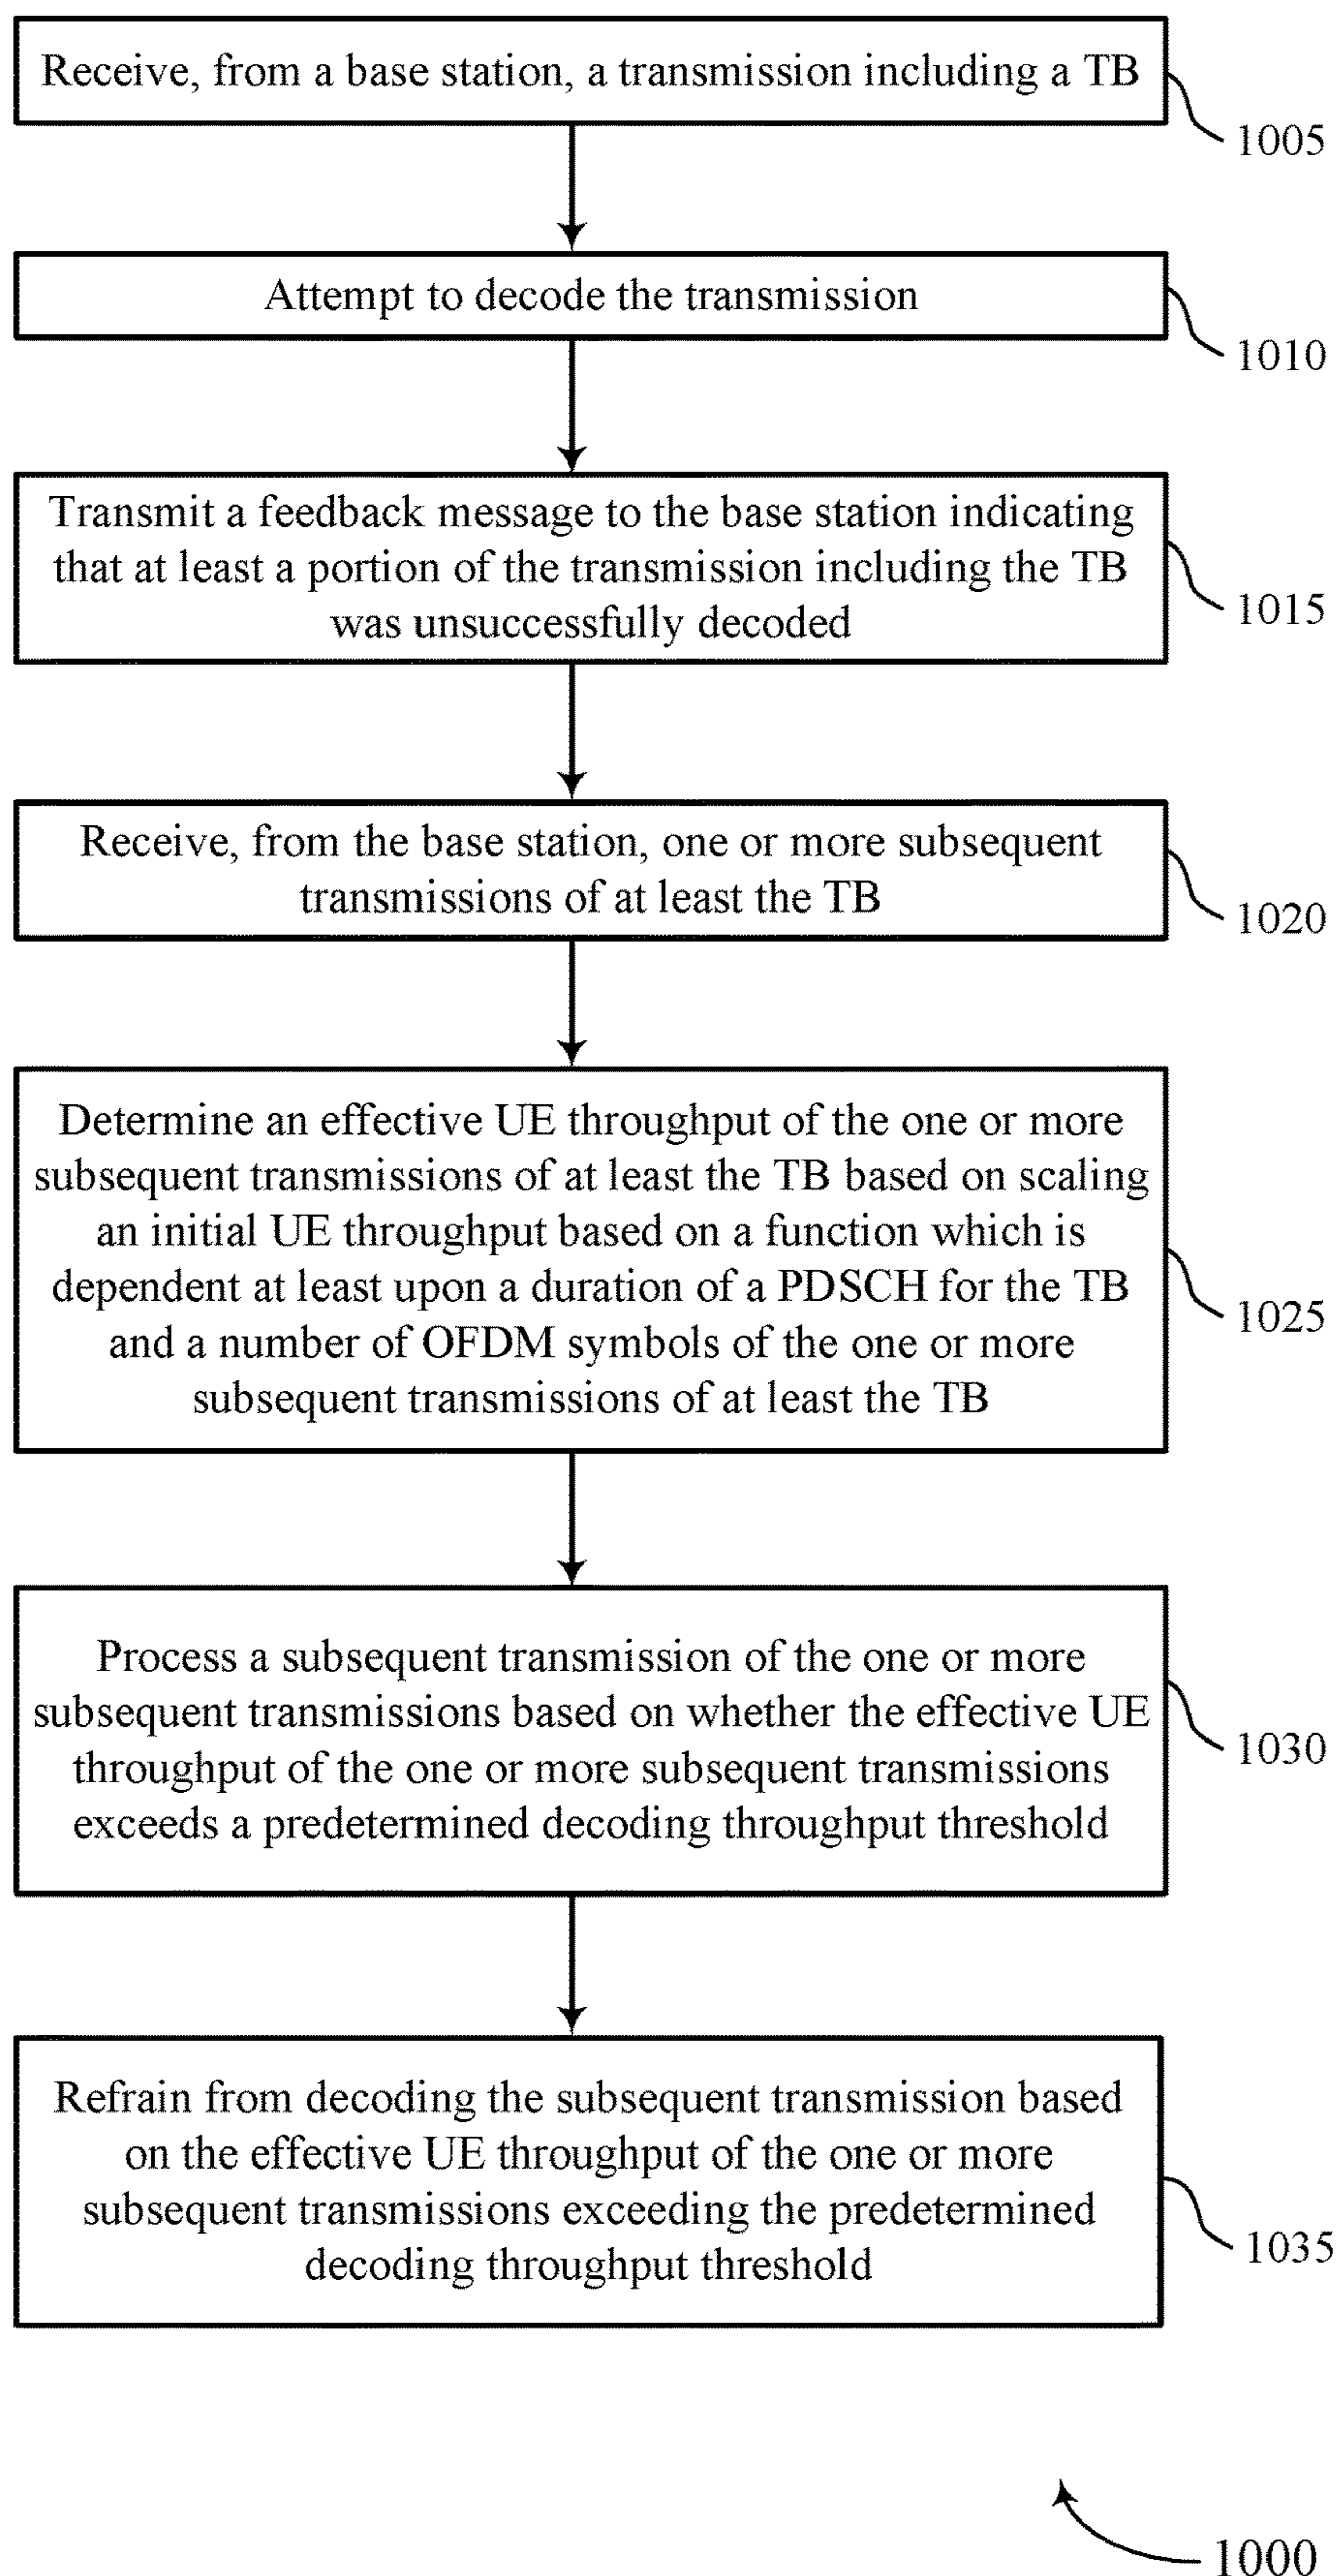 Receive, from a base station, a transmission including a TB
1005
Attempt to decode the transmission
1010
Transmit a feedback message to the base station indicating
that at least a portion of the transmission including the TB
was unsuccessfully decoded
1015
Receive, from the base station, one or more subsequent
transmissions of at least the TB
1020
Determine an effective UE throughput of the one or more
subsequent transmissions of at least the TB based on scaling
an initial UE throughput based on a function which is
dependent at least upon a duration of a PDSCH for the TB
and a number of OFDM symbols of the one or more
subsequent transmissions of at least the TB
1025
Process a subsequent transmission of the one or more
subsequent transmissions based on whether the effective UE
throughput of the one or more subsequent transmissions
exceeds a predetermined decoding throughput threshold
1030
Refrain from decoding the subsequent transmission based
on the effective UE throughput of the one or more
subsequent transmissions exceeding the predetermined
decoding throughput threshold
1035
1000